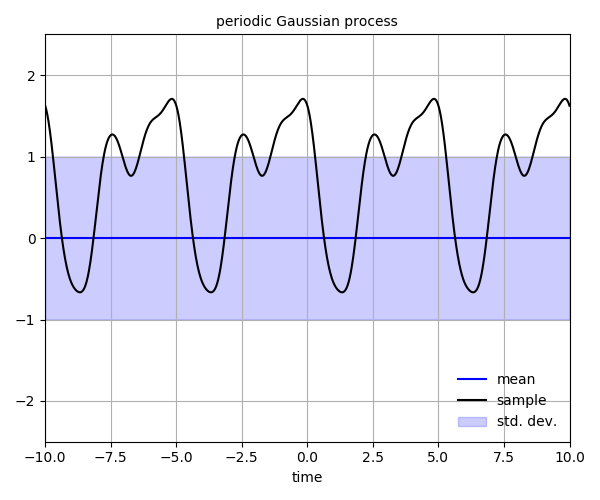 periodic Gaussian process
2
1
0
−1
−2
mean
sample
std. dev.
−10.0 −7.5 −5.0 −2.5 0.0 2.5 5.0 7.5 10.0
time